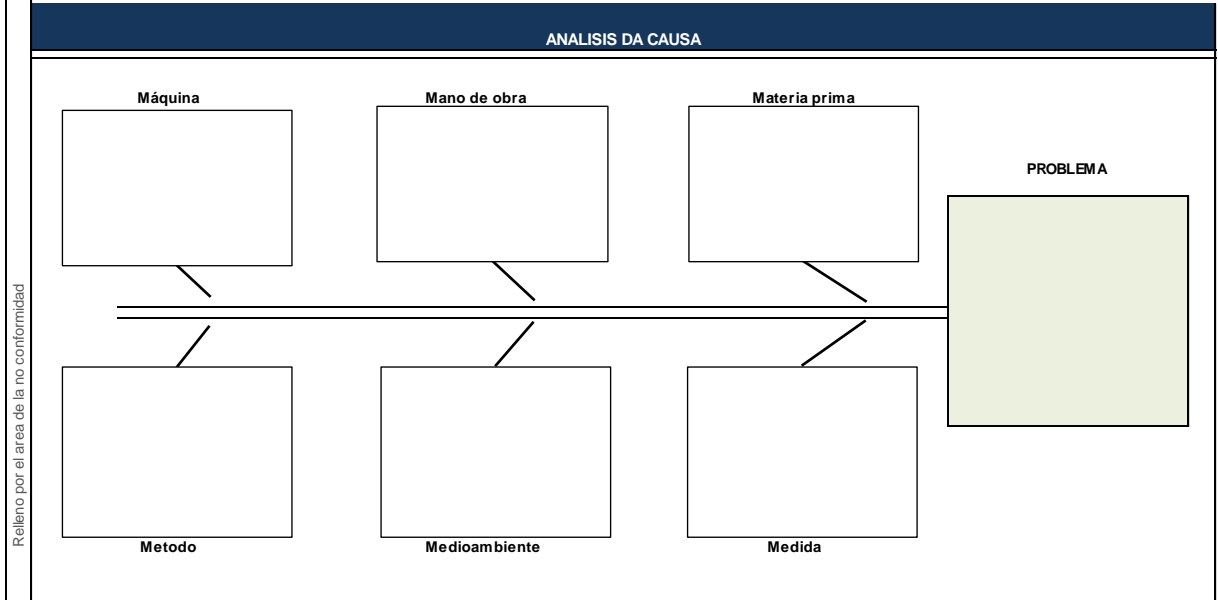 ANALISIS DA CAUSA
Máquina
Mano de obra
Materia prima
PROBLEMA
Relleno por el area de la no conformidad
Metodo
Medioambiente
Medida